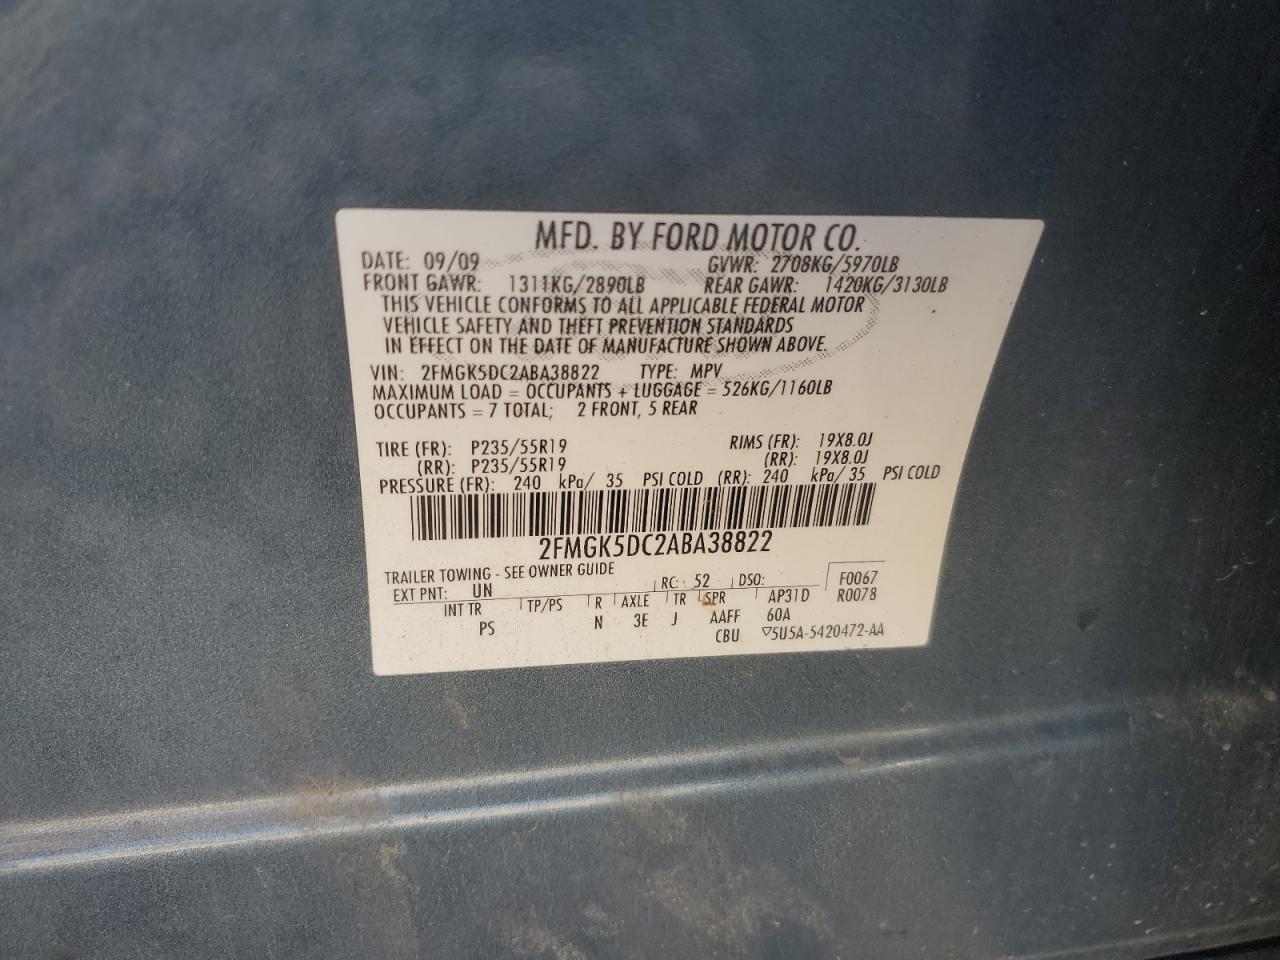 MFD. BY FORD MOTOR CO.
DATE: 09/09 GVWR: 2708KG/5970LB
FRONT GAWR: 1311KG/2890LB REAR GAWR: 1420KG/3130LB
THIS VEHICLE CONFORMS TO ALL APPLICABLE FEDERAL MOTOR
VEHICLE SAFETY AND THEFT PREVENTION STANDARDS
IN EFFECT ON THE DATE OF MANUFACTURE SHOWN ABOVE.
VIN: 2FMGK5DC2ABA38822 TYPE: MPV
MAXIMUM LOAD = OCCUPANTS + LUGGAGE = 526KG/1160LB
OCCUPANTS = 7 TOTAL; 2 FRONT, 5 REAR
TIRE (FR): P235/55R19 RIMS (FR): 19X8.0J
(RR): P235/55R19 (RR): 19X8.0J
PRESSURE (FR): 240 kPa/ 35 PSI COLD (RR): 240 kPa/ 35 PSI COLD
2FMGK5DC2ABA38822
TRAILER TOWING - SEE OWNER GUIDE
EXT PNT: UN RC: 52 DSO: F0067
INT TR TP/PS R AXLE TR SPR AP31D R0078
PS N 3E J AAFF 60A
CBU ▽5U5A-5420472-AA